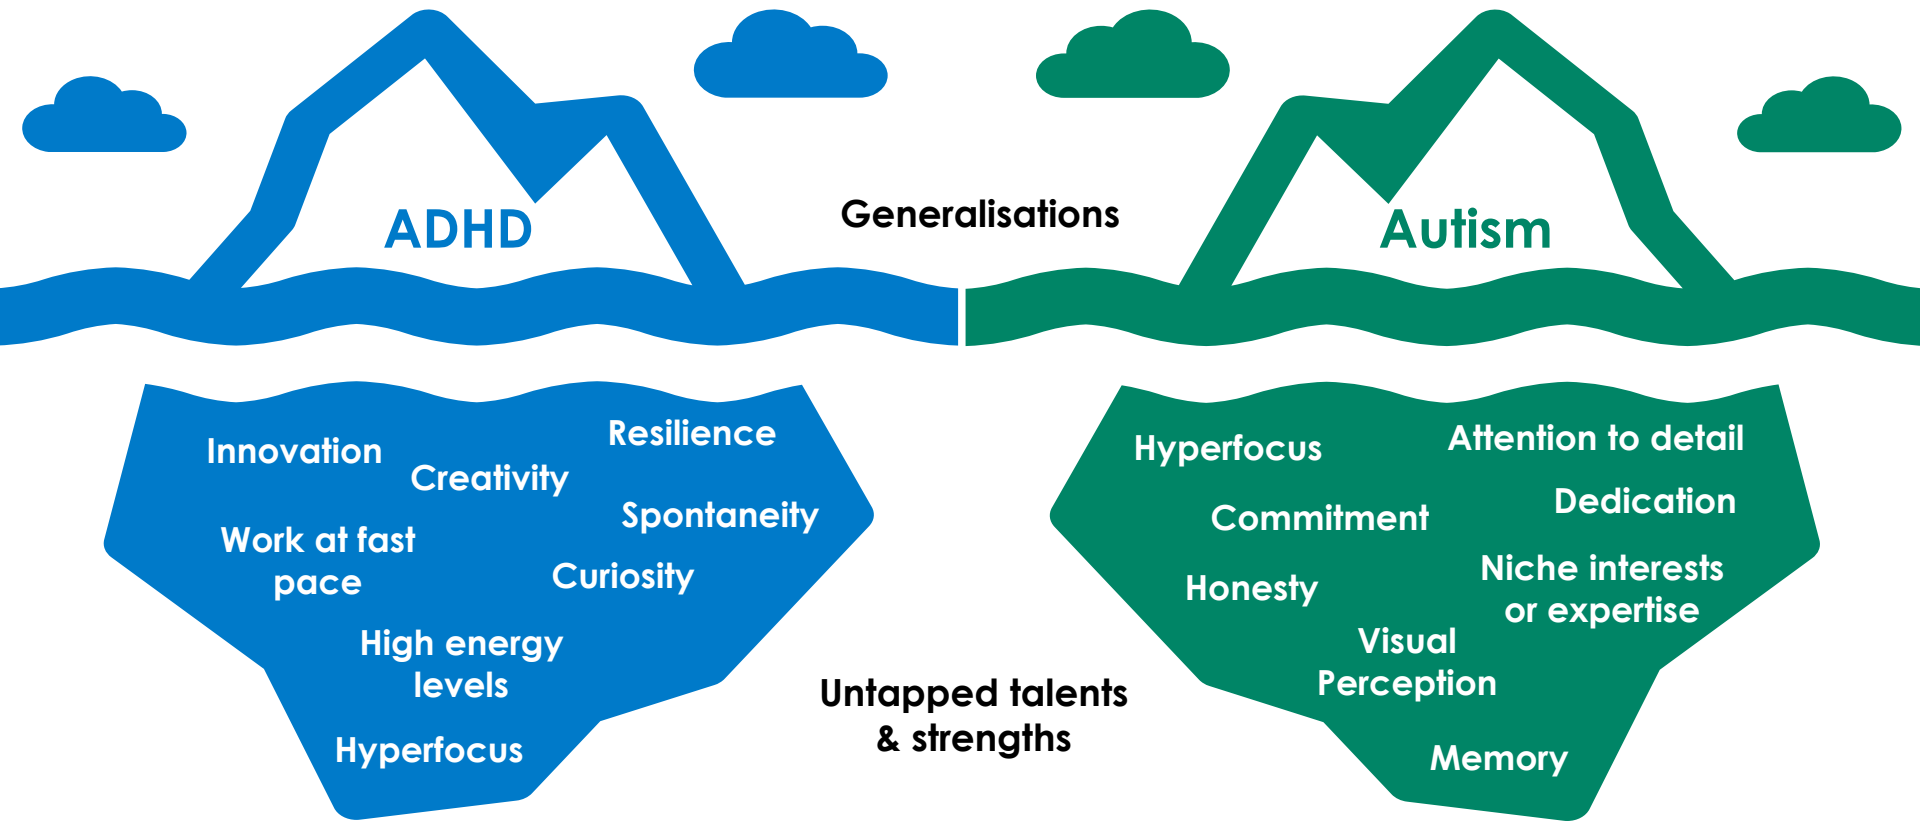 ADHD
Generalisations
Autism
Innovation
Resilience
Creativity
Spontaneity
Work at fast
pace
Curiosity
High energy
levels
Hyperfocus
Untapped talents
& strengths
Hyperfocus
Attention to detail
Commitment
Dedication
Honesty
Niche interests
or expertise
Visual
Perception
Memory